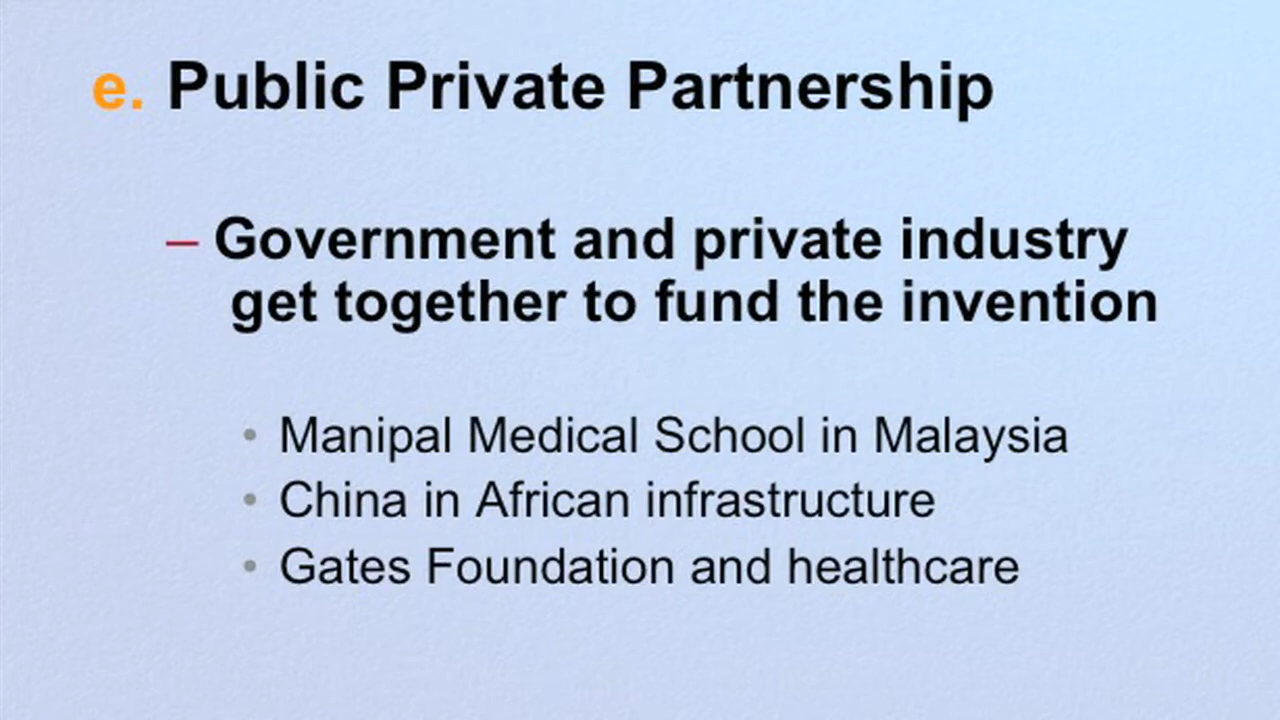 e. Public Private Partnership
– Government and private industry
get together to fund the invention
• Manipal Medical School in Malaysia
• China in African infrastructure
• Gates Foundation and healthcare